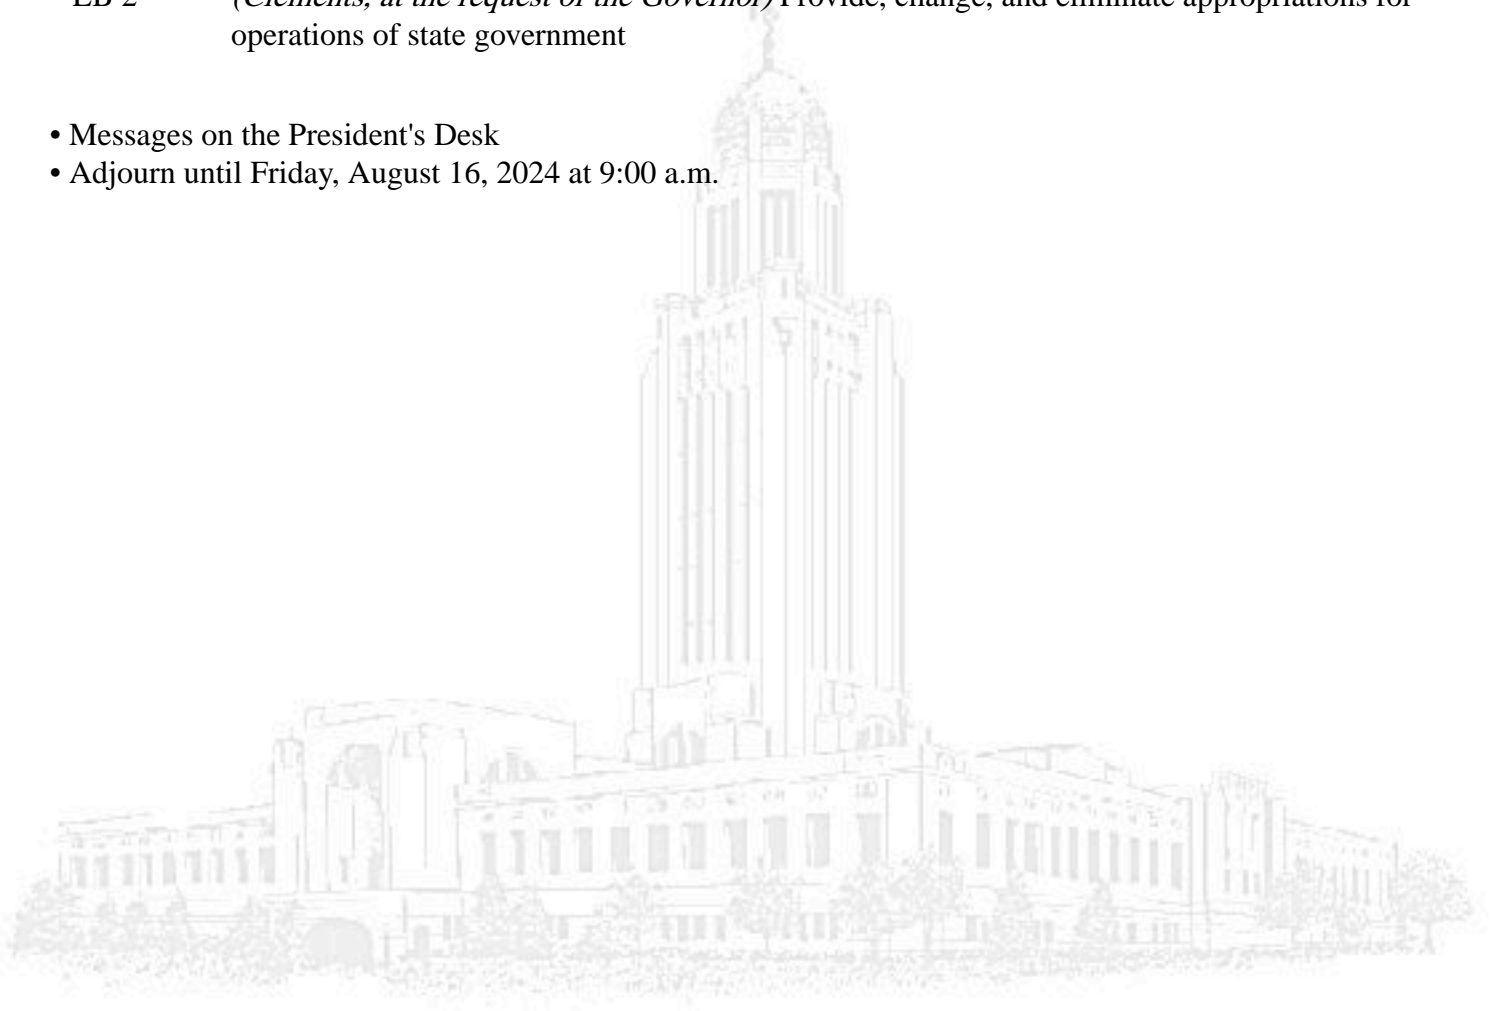 LB 2 (Clements, at the request of the Governor) Provide, change, and eliminate appropriations for
operations of state government
• Messages on the President's Desk
• Adjourn until Friday, August 16, 2024 at 9:00 a.m.